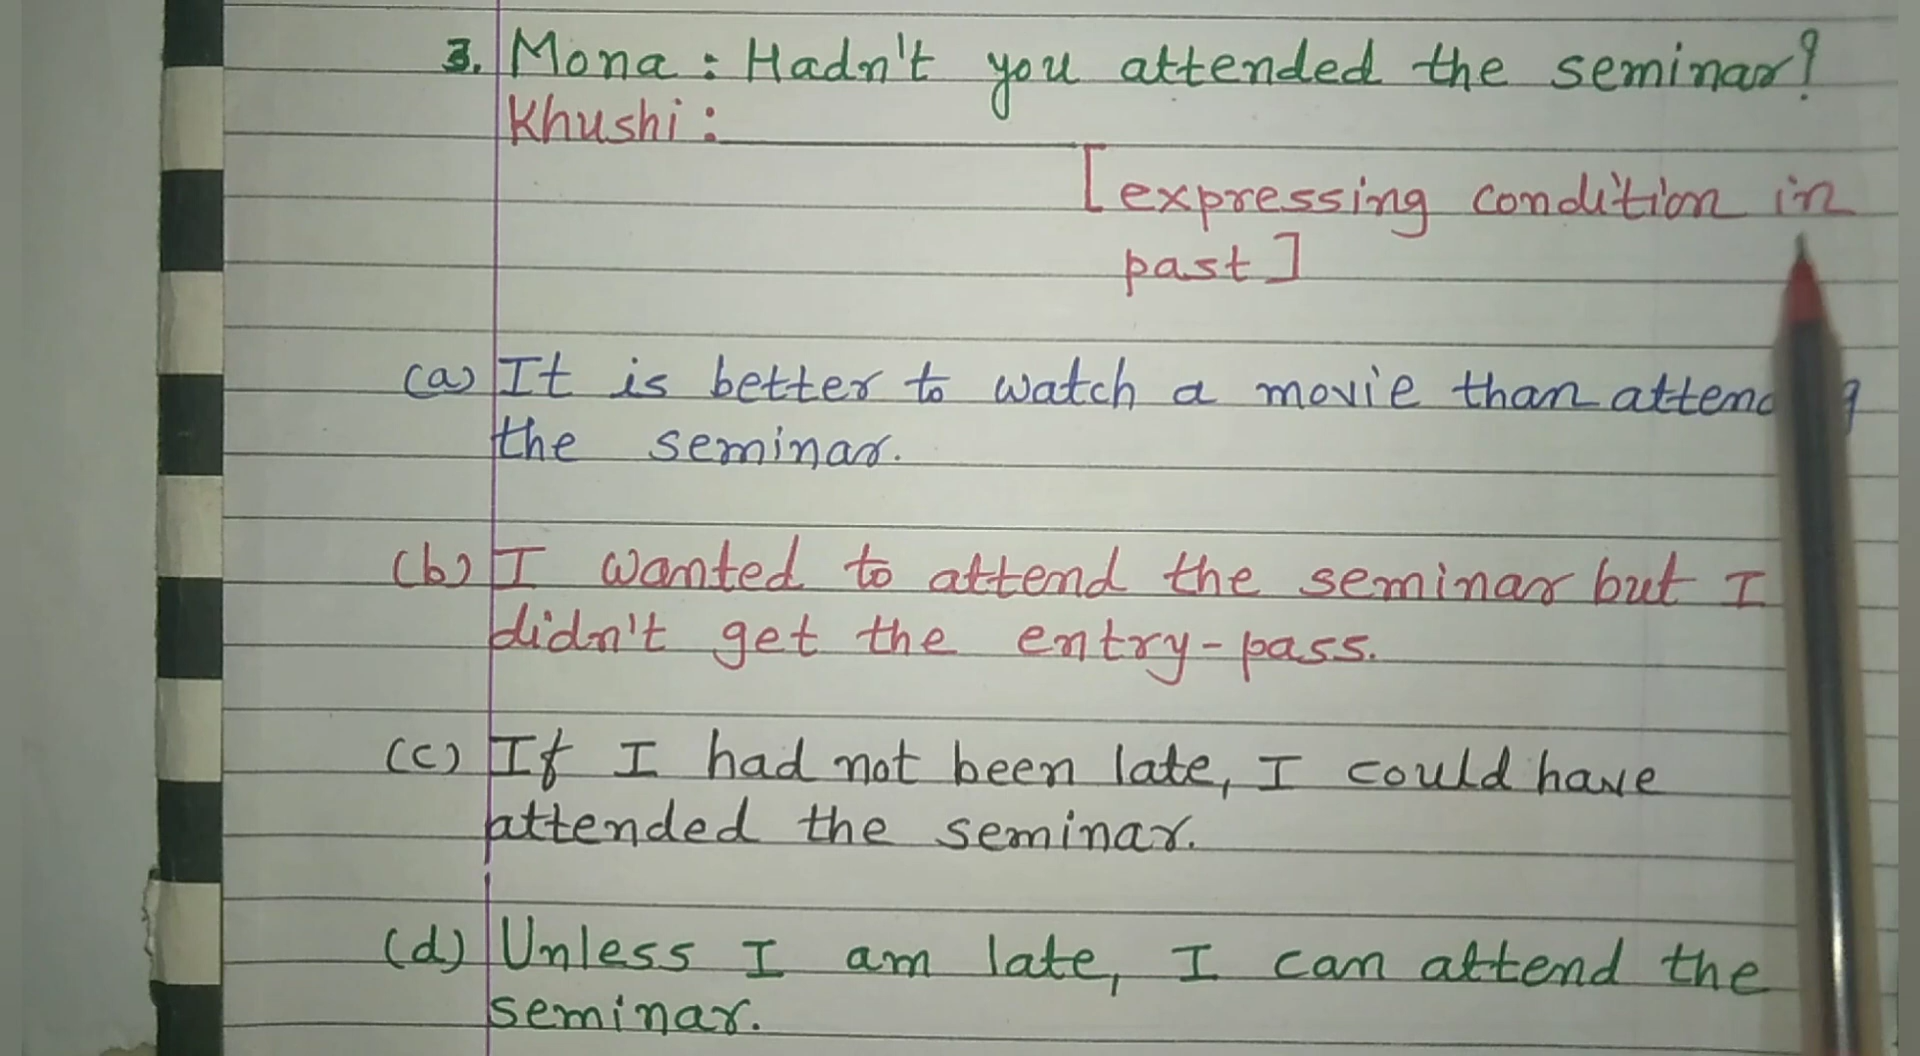 3. Mona : Hadn't you attended the seminar?
Khushi :
[expressing condition in
past]
(a) It is better to watch a movie than
the seminar.
(b) I wanted to attend the seminar but I
didn't get the entry-pass.
(c) If I had not been late, I could have
attended the seminar.
(d) Unless I am late, I can attend the
seminar.